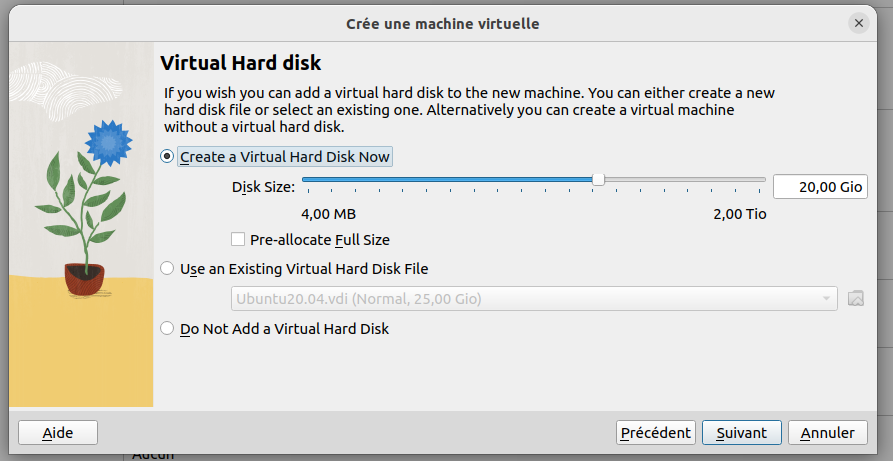 Crée une machine virtuelle
Virtual Hard disk
If you wish you can add a virtual hard disk to the new machine. You can either create a new
hard disk file or select an existing one. Alternatively you can create a virtual machine
without a virtual hard disk.
Create a Virtual Hard Disk Now
Disk Size:
20,00 Gio
4,00 MB
2,00 Tio
Pre-allocate Full Size
Use an Existing Virtual Hard Disk File
Ubuntu20.04.vdi (Normal, 25,00 Gio)
Do Not Add a Virtual Hard Disk
Aide
Précédent
Suivant
Annuler
Aucun